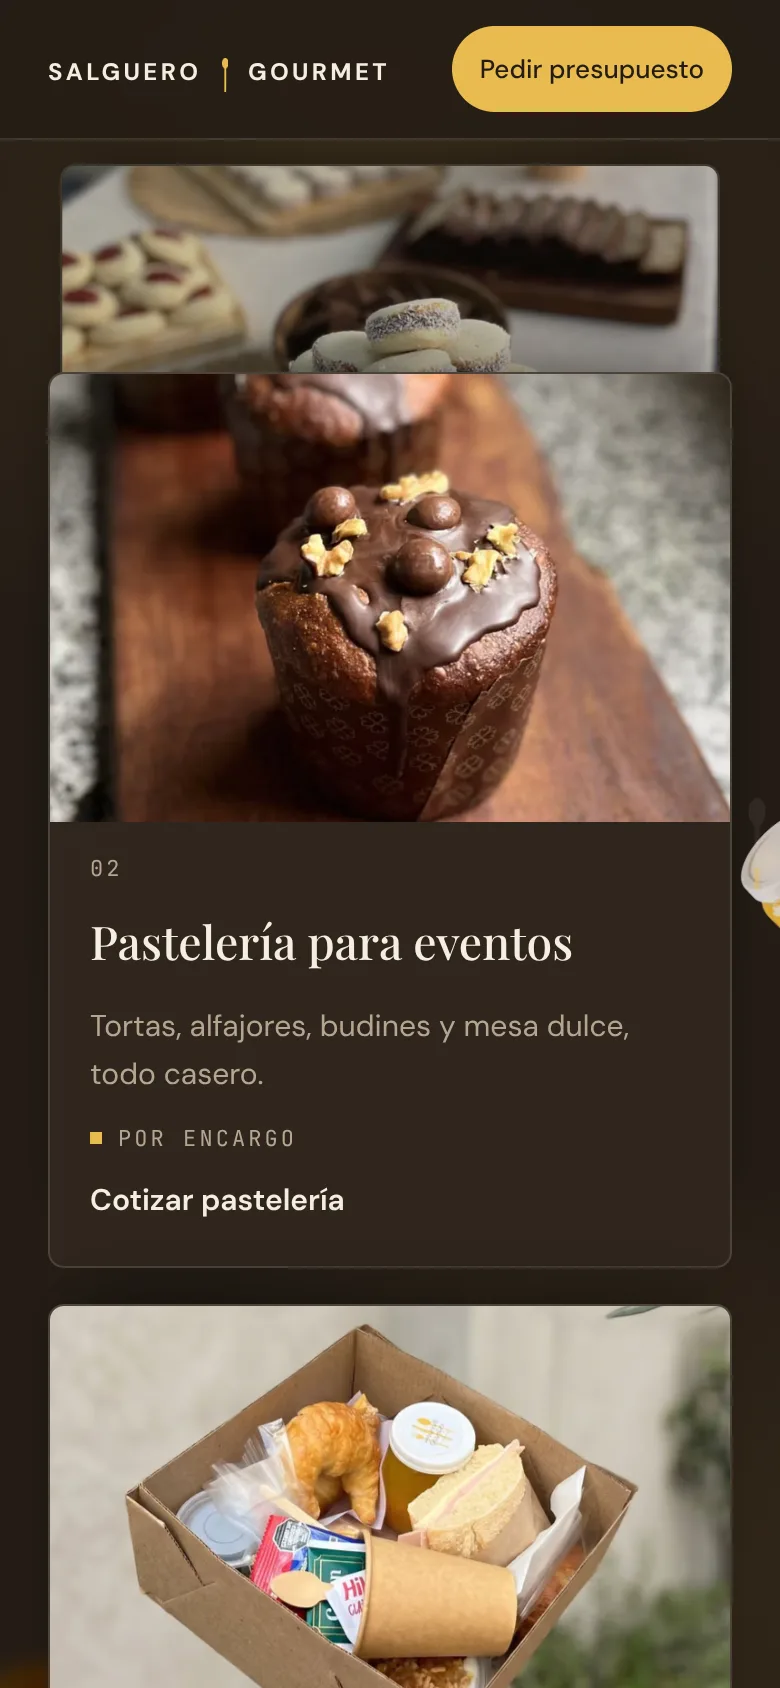 SALGUERO GOURMET
Pedir presupuesto
02
Pastelería para eventos
Tortas, alfajores, budines y mesa dulce,
todo casero.
POR ENCARGO
Cotizar pastelería